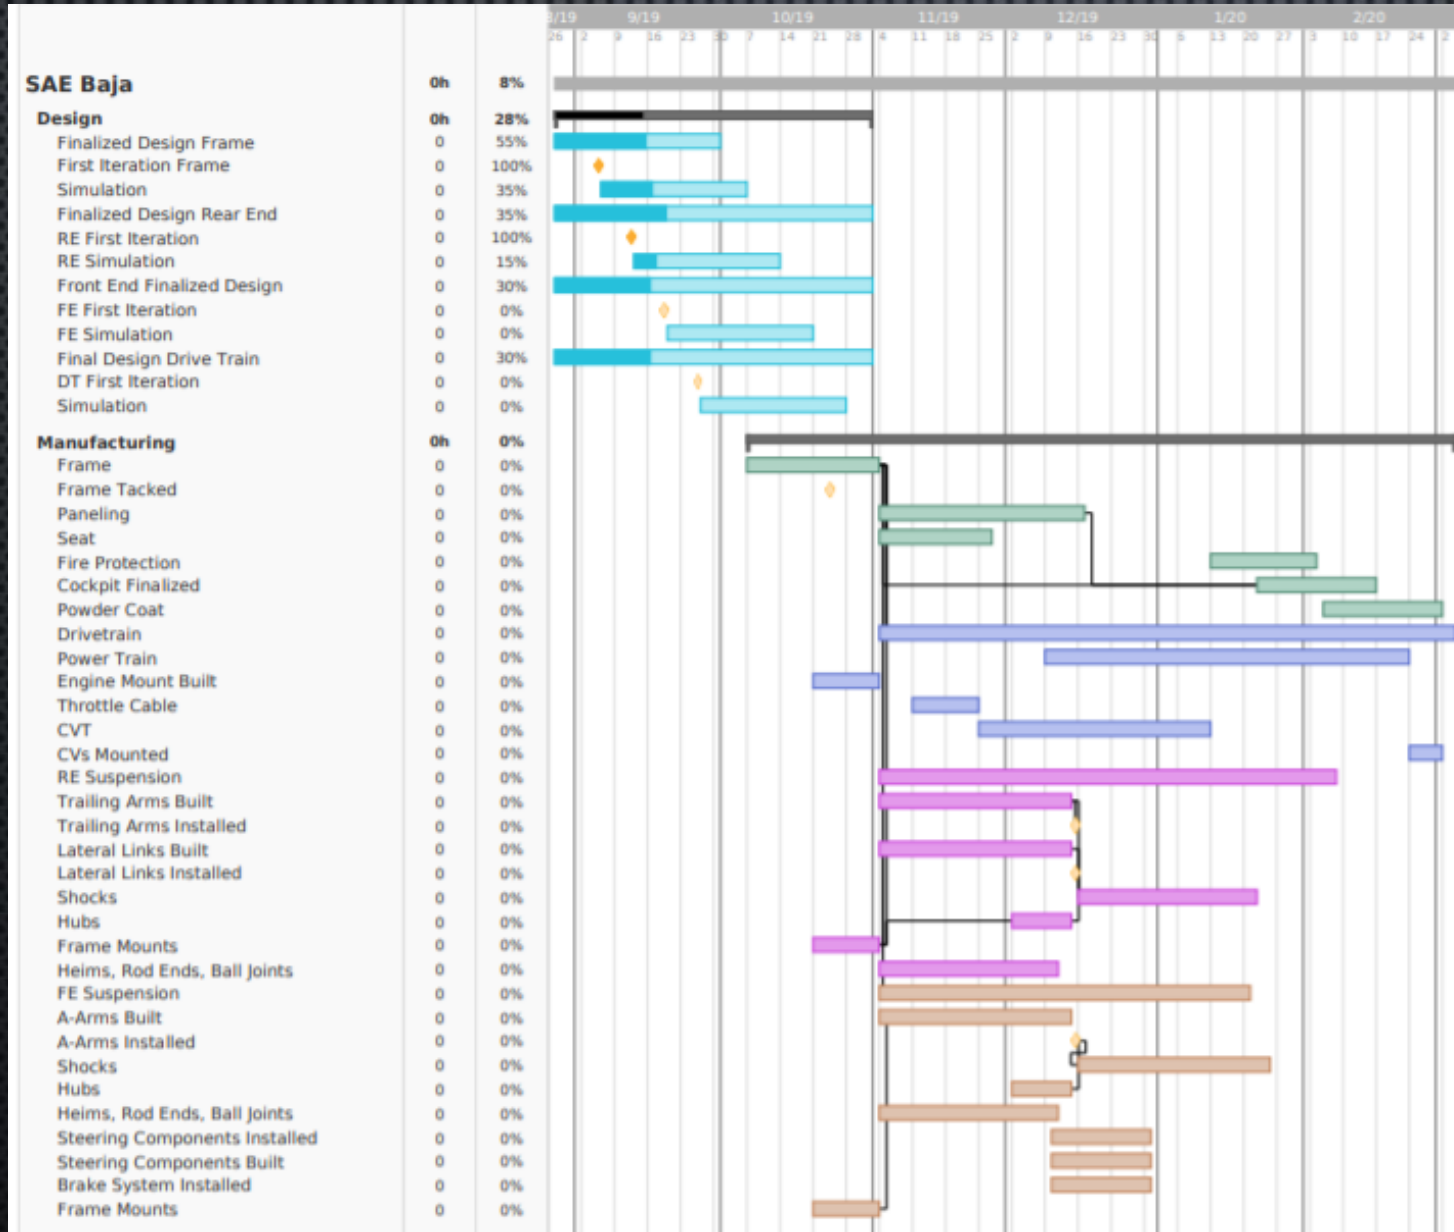 8/19 9/19 10/19 11/19 12/19 1/20 2/20
26 2 9 16 23 30 7 14 21 28 4 11 18 25 2 9 16 23 30 6 13 20 27 3 10 17 24 2
SAE Baja 0h 8%
Design 0h 28%
Finalized Design Frame 0 55%
First Iteration Frame 0 100%
Simulation 0 35%
Finalized Design Rear End 0 35%
RE First Iteration 0 100%
RE Simulation 0 15%
Front End Finalized Design 0 30%
FE First Iteration 0 0%
FE Simulation 0 0%
Final Design Drive Train 0 30%
DT First Iteration 0 0%
Simulation 0 0%
Manufacturing 0h 0%
Frame 0 0%
Frame Tacked 0 0%
Paneling 0 0%
Seat 0 0%
Fire Protection 0 0%
Cockpit Finalized 0 0%
Powder Coat 0 0%
Drivetrain 0 0%
Power Train 0 0%
Engine Mount Built 0 0%
Throttle Cable 0 0%
CVT 0 0%
CVs Mounted 0 0%
RE Suspension 0 0%
Trailing Arms Built 0 0%
Trailing Arms Installed 0 0%
Lateral Links Built 0 0%
Lateral Links Installed 0 0%
Shocks 0 0%
Hubs 0 0%
Frame Mounts 0 0%
Heims, Rod Ends, Ball Joints 0 0%
FE Suspension 0 0%
A-Arms Built 0 0%
A-Arms Installed 0 0%
Shocks 0 0%
Hubs 0 0%
Heims, Rod Ends, Ball Joints 0 0%
Steering Components Installed 0 0%
Steering Components Built 0 0%
Brake System Installed 0 0%
Frame Mounts 0 0%